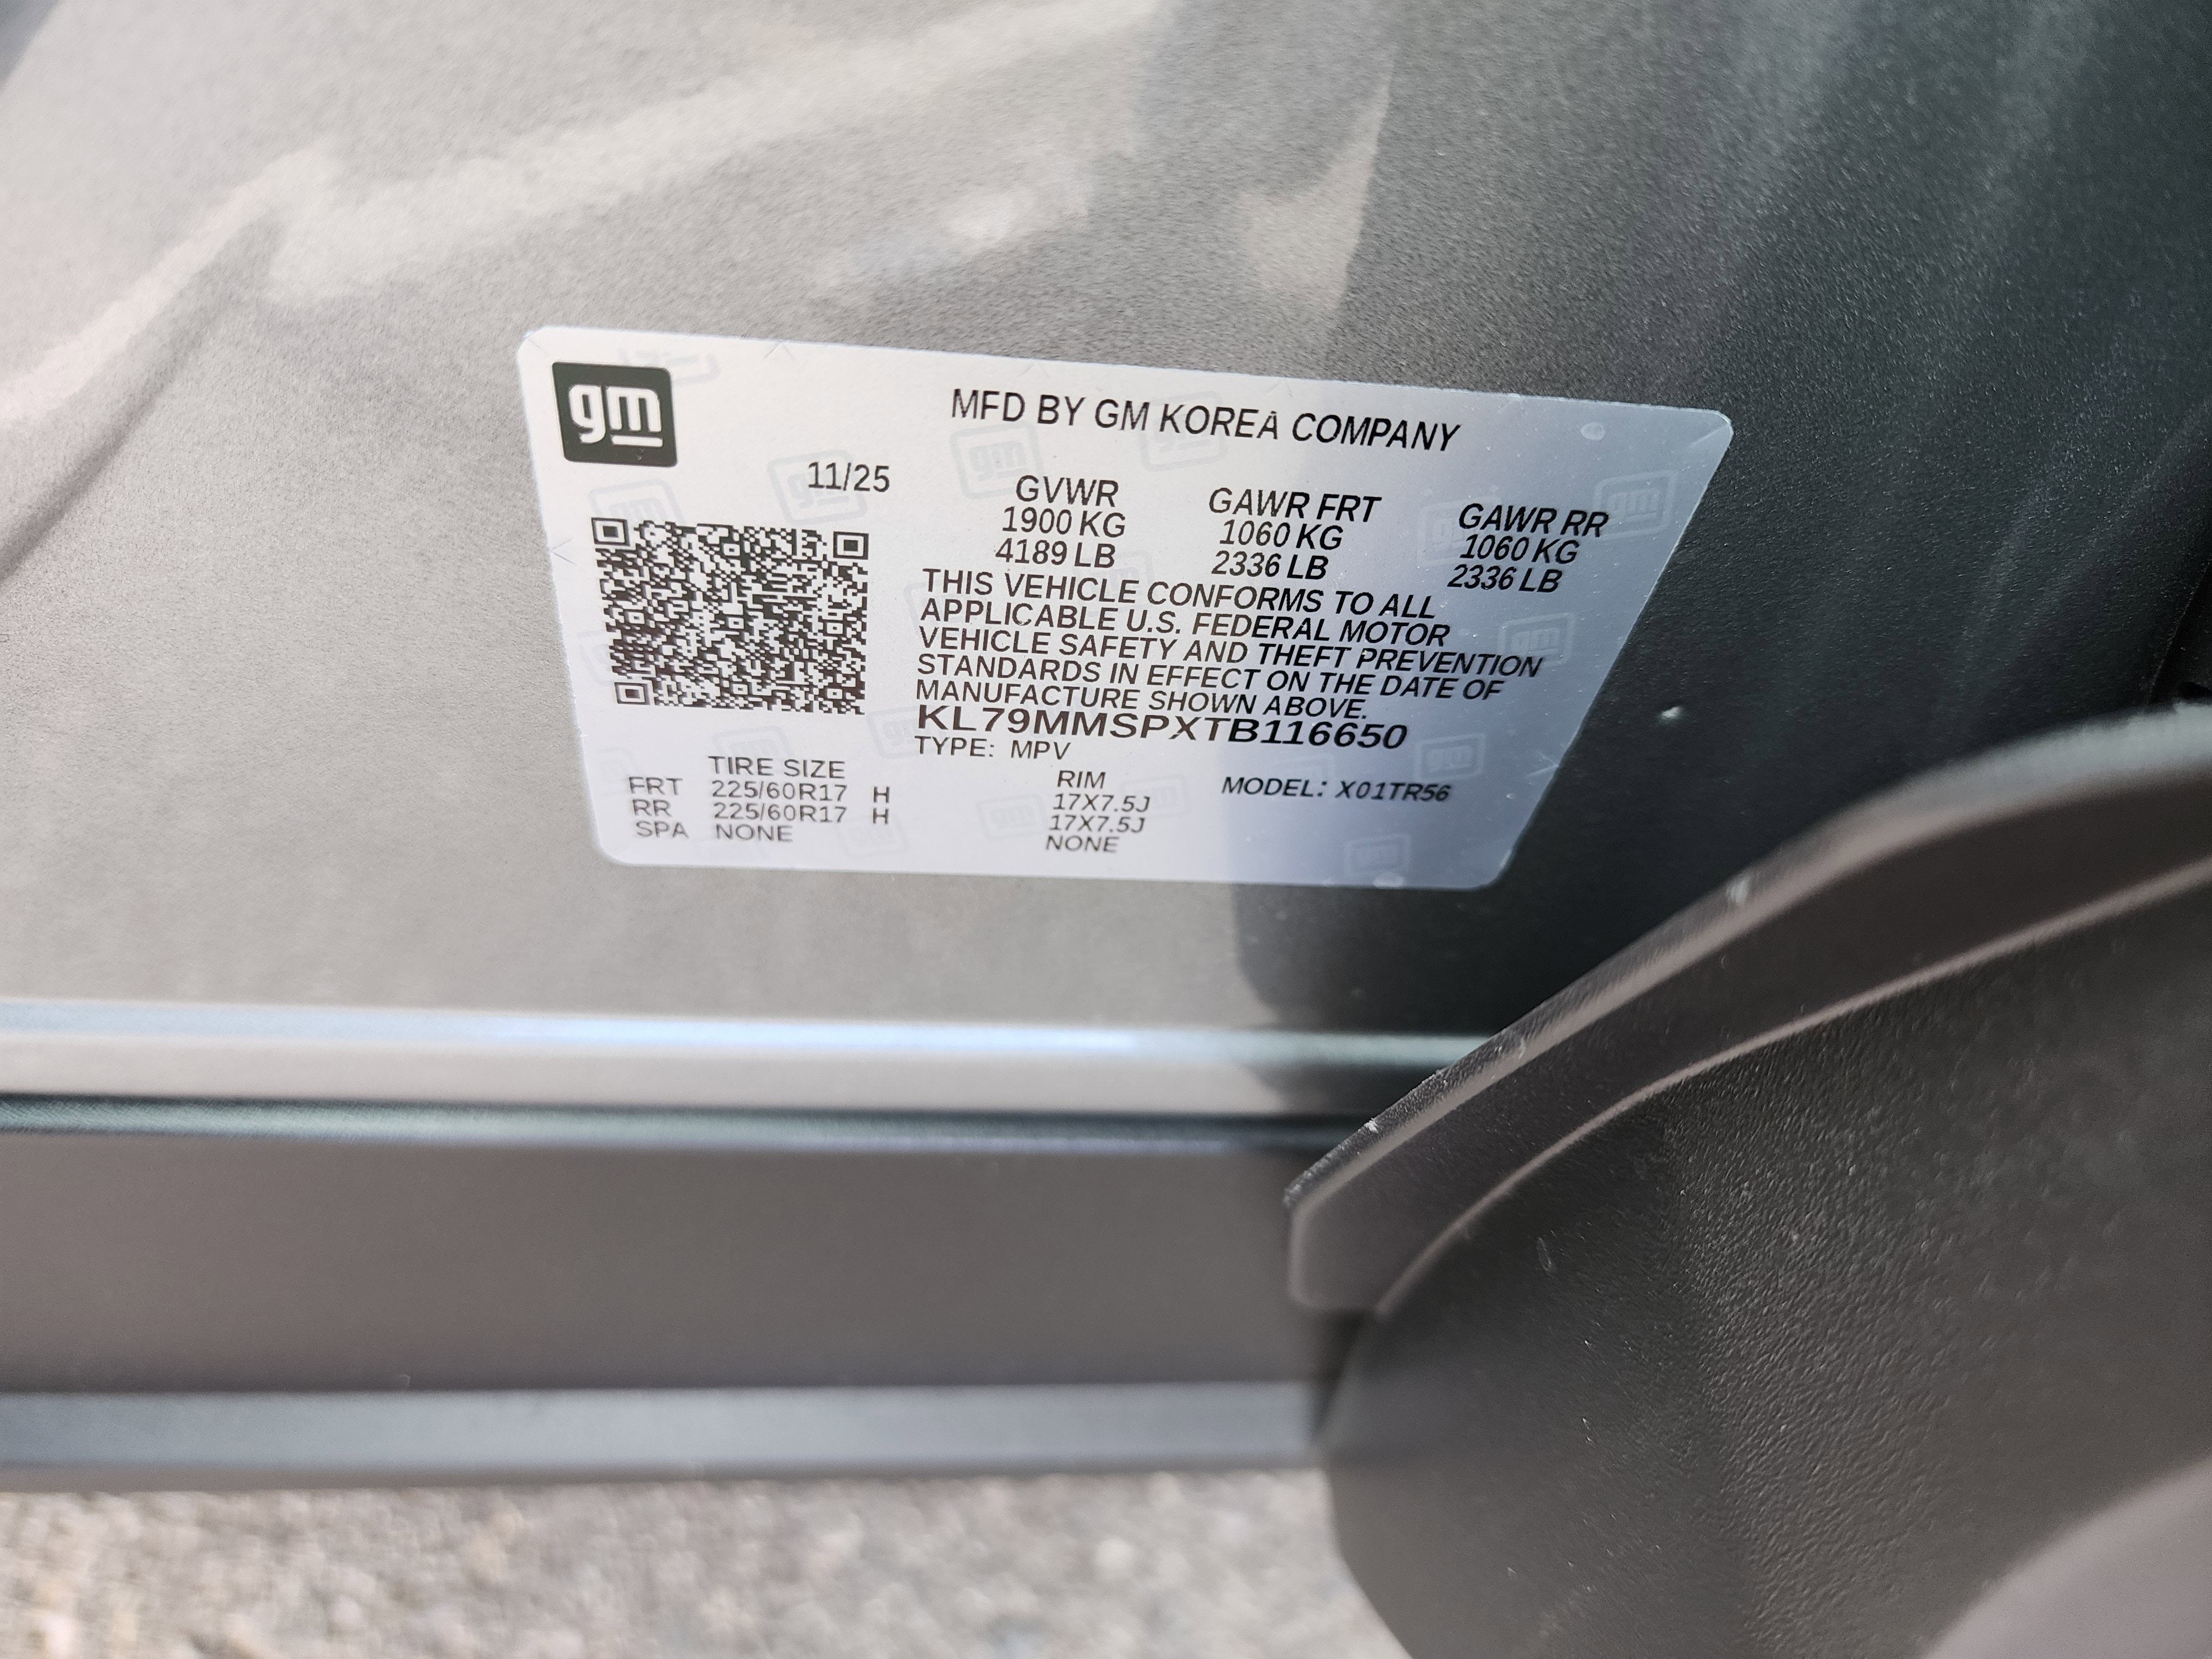 gm
MFD BY GM KOREA COMPANY
11/25
GVWR GAWR FRT GAWR RR
1900 KG 1060 KG 1060 KG
4189 LB 2336 LB 2336 LB
THIS VEHICLE CONFORMS TO ALL
APPLICABLE U.S. FEDERAL MOTOR
VEHICLE SAFETY AND THEFT PREVENTION
STANDARDS IN EFFECT ON THE DATE OF
MANUFACTURE SHOWN ABOVE.
KL79MMSPXTB116650
TYPE: MPV
TIRE SIZE RIM MODEL: X01TR56
FRT 225/60R17 H 17X7.5J
RR 225/60R17 H 17X7.5J
SPA NONE NONE